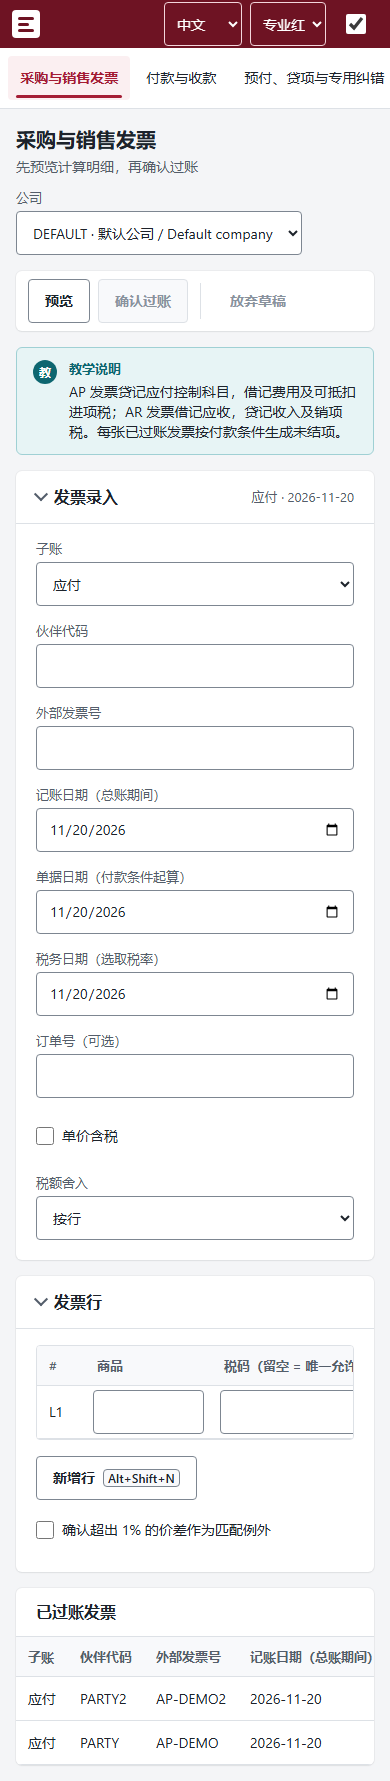 中文
专业红
采购与销售发票
付款与收款
预付、贷项与专用纠错
采购与销售发票
先预览计算明细，再确认过账
公司
DEFAULT · 默认公司 / Default company
预览
确认过账
放弃草稿
教
教学说明
AP 发票贷记应付控制科目，借记费用及可抵扣
进项税；AR 发票借记应收，贷记收入及销项
税。每张已过账发票按付款条件生成未结项。
发票录入
应付 · 2026-11-20
子账
应付
伙伴代码
外部发票号
记账日期（总账期间）
11/20/2026
单据日期（付款条件起算）
11/20/2026
税务日期（选取税率）
11/20/2026
订单号（可选）
单价含税
税额舍入
按行
发票行
# 商品 税码（留空 = 唯一允许
L1
新增行 Alt+Shift+N
确认超出 1% 的价差作为匹配例外
已过账发票
子账 伙伴代码 外部发票号 记账日期（总账期间）
应付 PARTY2 AP-DEMO2 2026-11-20
应付 PARTY AP-DEMO 2026-11-20